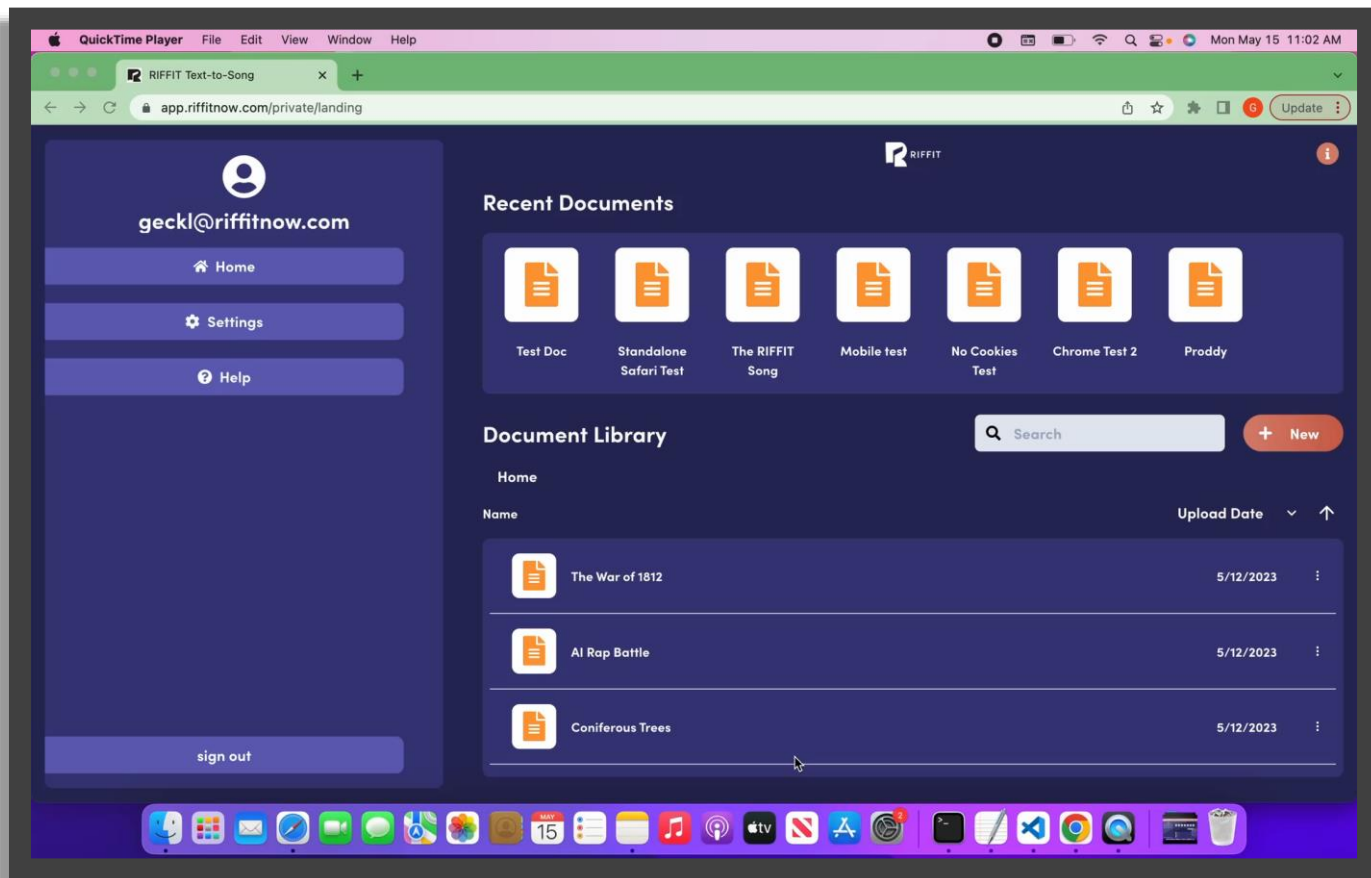 QuickTime Player File Edit View Window Help Mon May 15 11:02 AM
RIFFIT Text-to-Song
app.riffitnow.com/private/landing G Update
RIFFIT
geckl@riffitnow.com
Home
Settings
Help
sign out
Recent Documents
Test Doc
Standalone
Safari Test
The RIFFIT
Song
Mobile test
No Cookies
Test
Chrome Test 2
Proddy
Document Library Search + New
Home
Name Upload Date
The War of 1812 5/12/2023
AI Rap Battle 5/12/2023
Coniferous Trees 5/12/2023
MAY
15
tv
2